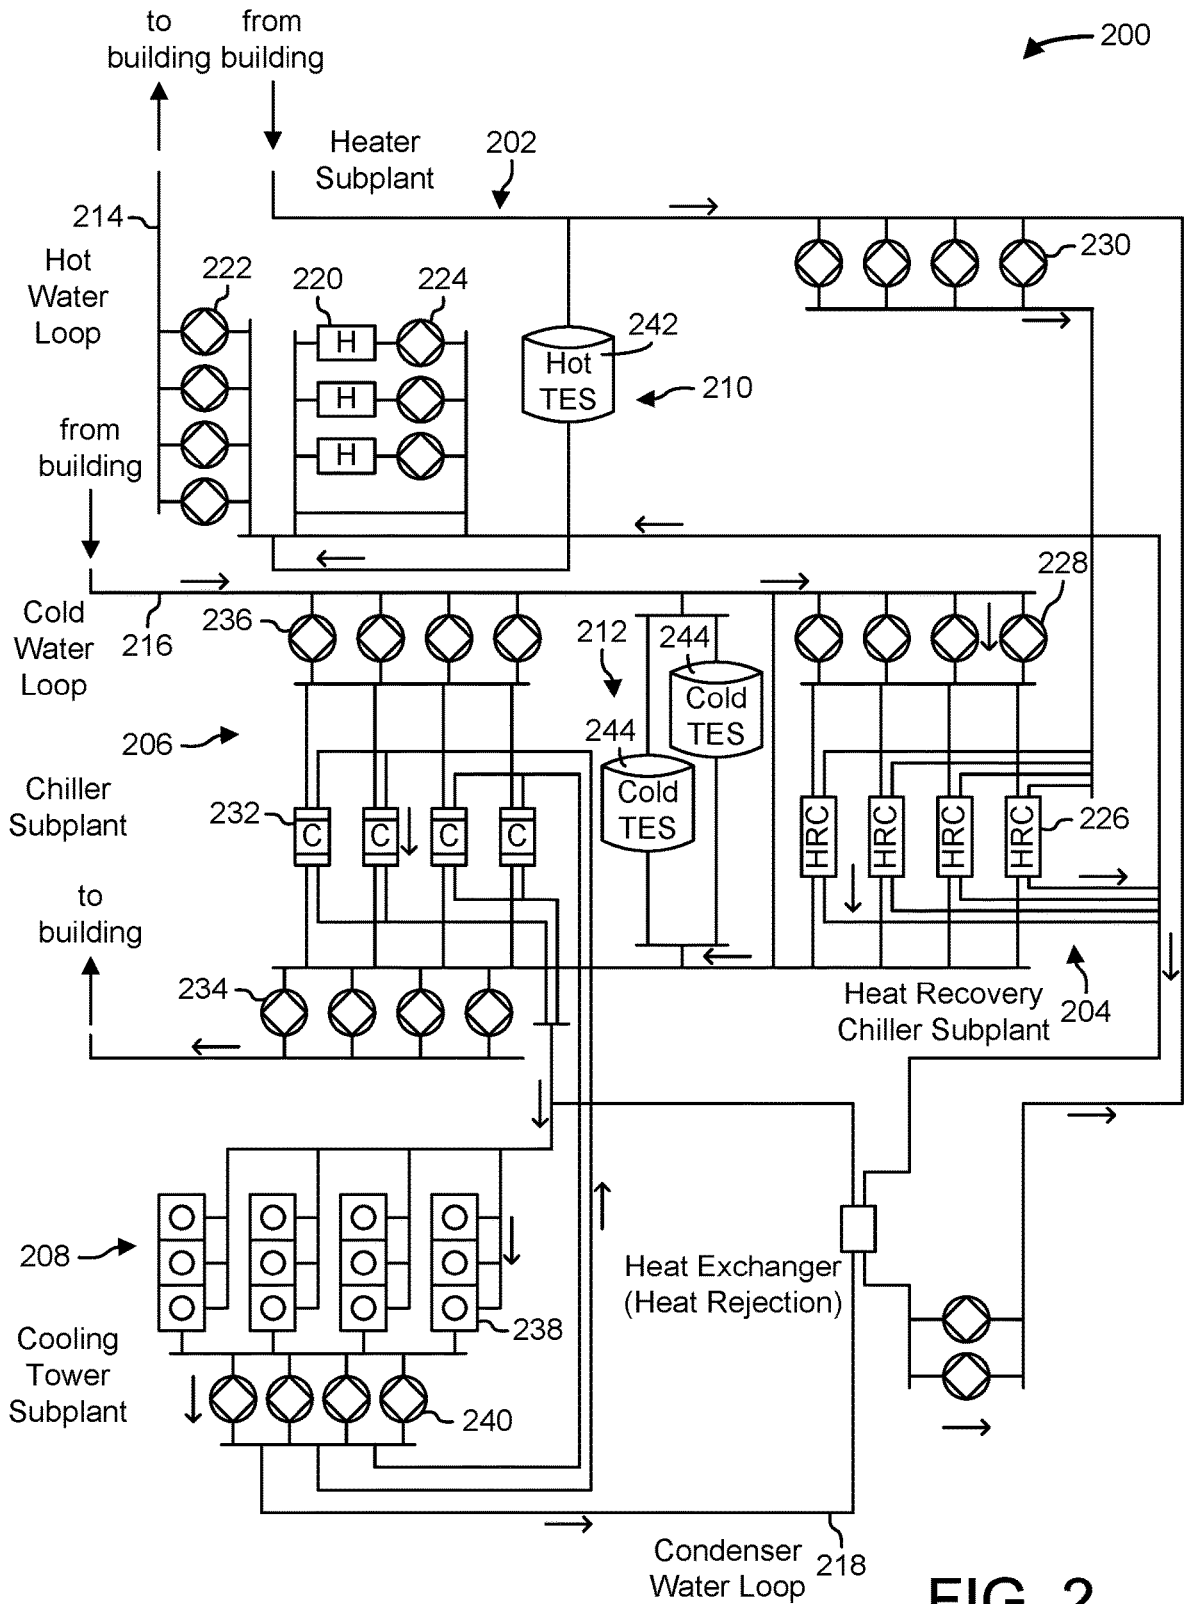 to
building
from
building
200
Heater
Subplant
202
214
Hot
Water
Loop
222
220
224
230
H
H
H
Hot
TES
242
210
from
building
228
Cold
Water
Loop
216
236
212
244
Cold
TES
244
Cold
TES
206
Chiller
Subplant
232
C
C
C
C
HRC
HRC
HRC
HRC
226
to
building
234
Heat Recovery
Chiller Subplant
204
208
Heat Exchanger
(Heat Rejection)
238
Cooling
Tower
Subplant
240
Condenser
Water Loop
218
FIG. 2